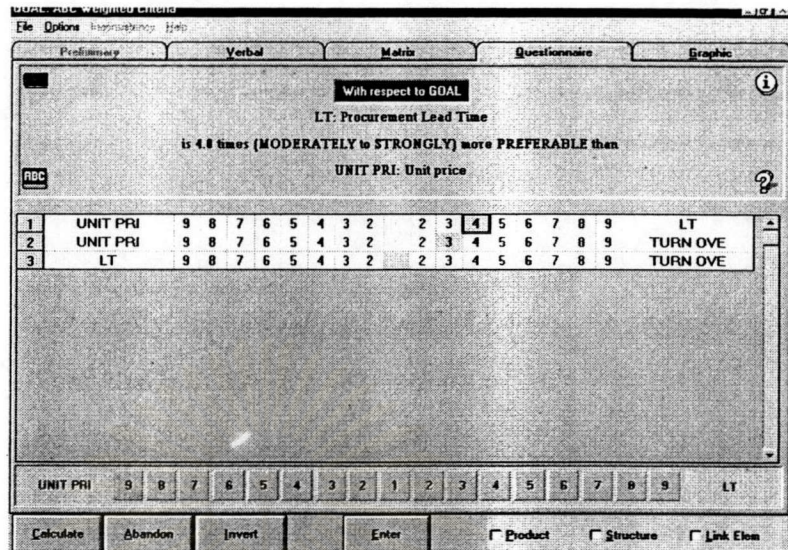 GOAL: ABC Weighted Criteria
File Options Inconsistency Help
Preliminary Verbal Matrix Questionnaire Graphic
With respect to GOAL
LT: Procurement Lead Time
is 4.0 times (MODERATELY to STRONGLY) more PREFERABLE than
ABC
UNIT PRI: Unit price
1 UNIT PRI 9 8 7 6 5 4 3 2 2 3 4 5 6 7 8 9 LT
2 UNIT PRI 9 8 7 6 5 4 3 2 2 3 4 5 6 7 8 9 TURN OVE
3 LT 9 8 7 6 5 4 3 2 2 3 4 5 6 7 8 9 TURN OVE
UNIT PRI 9 8 7 6 5 4 3 2 1 2 3 4 5 6 7 8 9 LT
Calculate Abandon Invert Enter Product Structure Link Elem